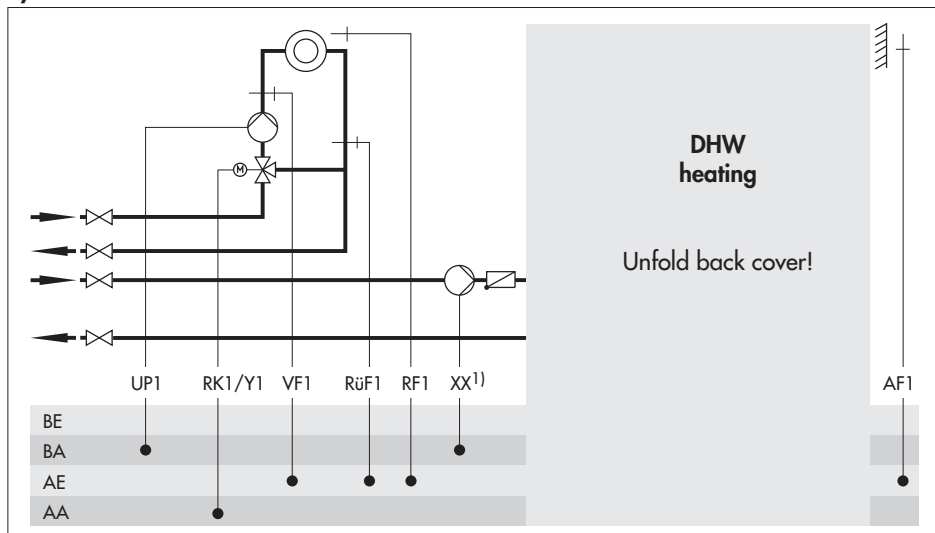 DHW
heating
Unfold back cover!
M
UP1 RK1/Y1 VF1 RüF1 RF1 XX1) AF1
BE
BA
AE
AA